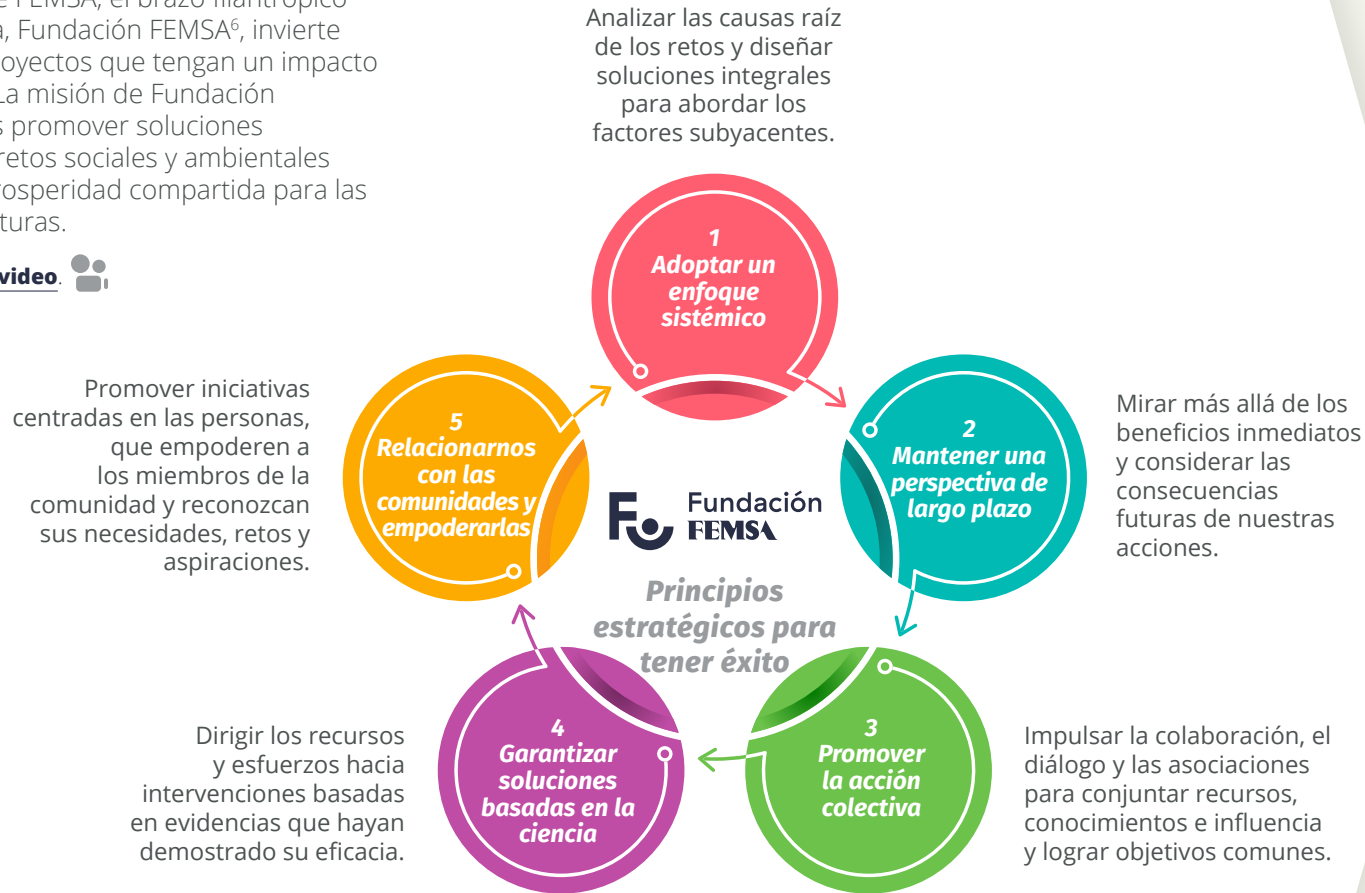 de FEMSA, el brazo filantrópico
, Fundación FEMSA⁶, invierte
royectos que tengan un impacto
La misión de Fundación
s promover soluciones
retos sociales y ambientales
rosperidad compartida para las
turas.
video.
Analizar las causas raíz
de los retos y diseñar
soluciones integrales
para abordar los
factores subyacentes.
1
Adoptar un
enfoque
sistémico
2
Mantener una
perspectiva de
largo plazo
Mirar más allá de los
beneficios inmediatos
y considerar las
consecuencias
futuras de nuestras
acciones.
3
Promover
la acción
colectiva
Impulsar la colaboración, el
diálogo y las asociaciones
para conjuntar recursos,
conocimientos e influencia
y lograr objetivos comunes.
4
Garantizar
soluciones
basadas en la
ciencia
Dirigir los recursos
y esfuerzos hacia
intervenciones basadas
en evidencias que hayan
demostrado su eficacia.
5
Relacionarnos
con las
comunidades y
empoderarlas
Promover iniciativas
centradas en las personas,
que empoderen a
los miembros de la
comunidad y reconozcan
sus necesidades, retos y
aspiraciones.
Fundación
FEMSA
Principios
estratégicos para
tener éxito